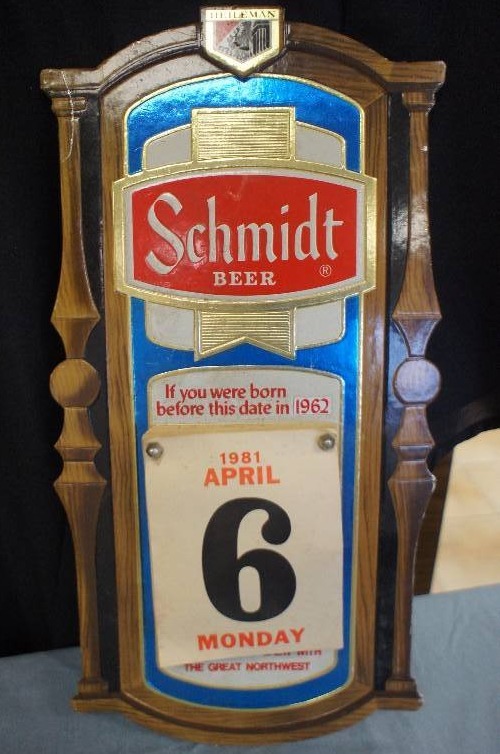 HEILEMAN
Schmidt
BEER ®
If you were born
before this date in 1962
1981
APRIL
6
MONDAY
WITH
THE GREAT NORTHWEST